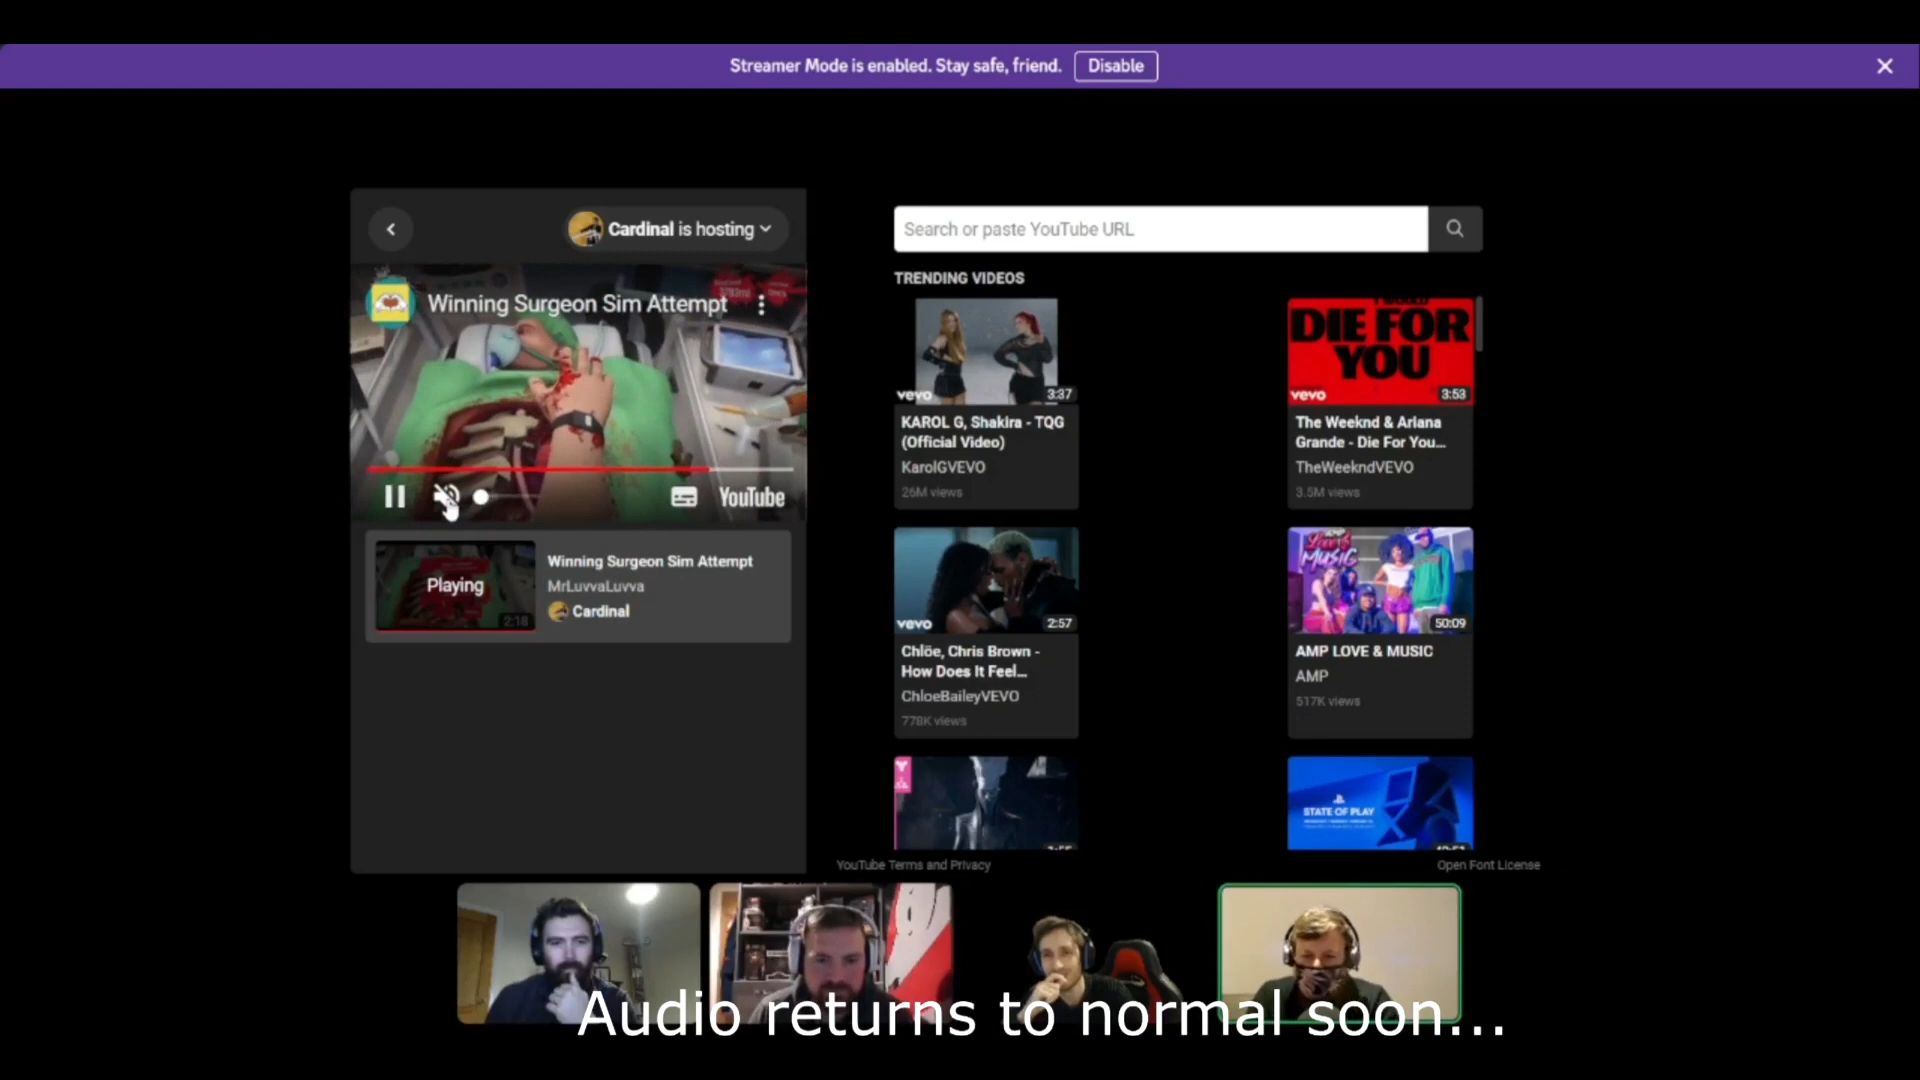 Streamer Mode is enabled. Stay safe, friend.
Disable
Cardinal is hosting
Winning Surgeon Sim Attempt
YouTube
Playing
2:18
Winning Surgeon Sim Attempt
MrLuvvaLuvva
Cardinal
Search or paste YouTube URL
TRENDING VIDEOS
vevo
3:37
KAROL G, Shakira - TQG
(Official Video)
KarolGVEVO
26M views
DIE FOR
YOU
vevo
3:53
The Weeknd & Ariana
Grande - Die For You...
TheWeekndVEVO
3.5M views
vevo
2:57
Chlöe, Chris Brown -
How Does It Feel...
ChloeBaileyVEVO
778K views
MUSIC
50:09
AMP LOVE & MUSIC
AMP
517K views
STATE OF PLAY
YouTube Terms and Privacy
Open Font License
Audio returns to normal soon...